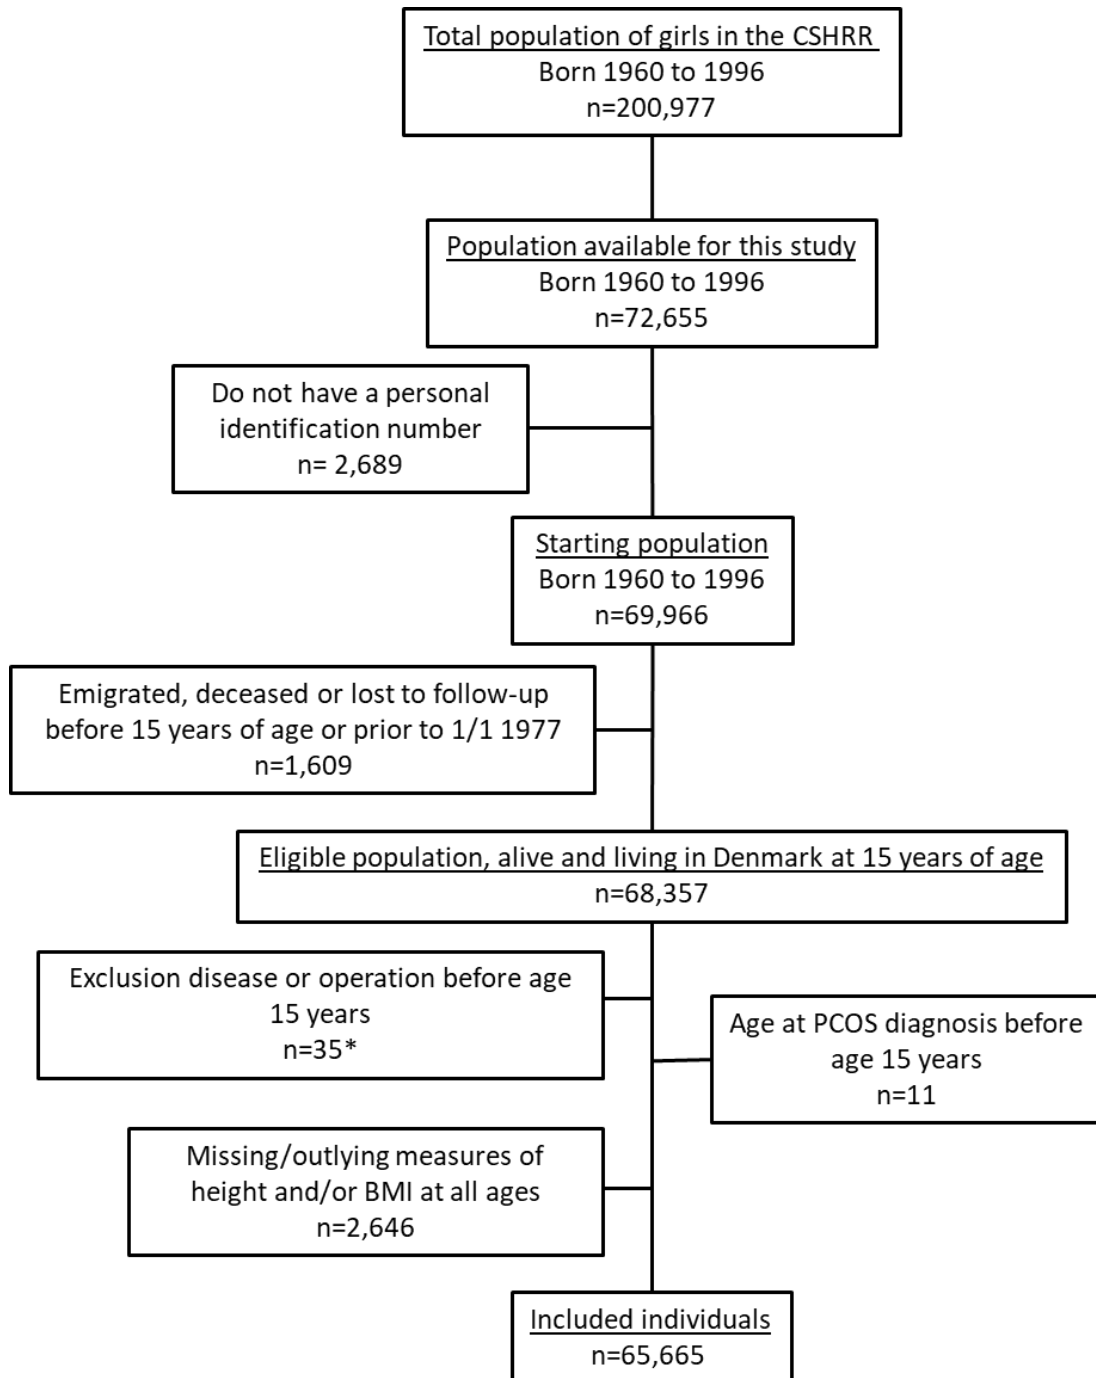 Total population of girls in the CSHRR
Born 1960 to 1996
n=200,977
Population available for this study
Born 1960 to 1996
n=72,655
Do not have a personal
identification number
n= 2,689
Starting population
Born 1960 to 1996
n=69,966
Emigrated, deceased or lost to follow-up
before 15 years of age or prior to 1/1 1977
n=1,609
Eligible population, alive and living in Denmark at 15 years of age
n=68,357
Exclusion disease or operation before age
15 years
n=35*
Age at PCOS diagnosis before
age 15 years
n=11
Missing/outlying measures of
height and/or BMI at all ages
n=2,646
Included individuals
n=65,665